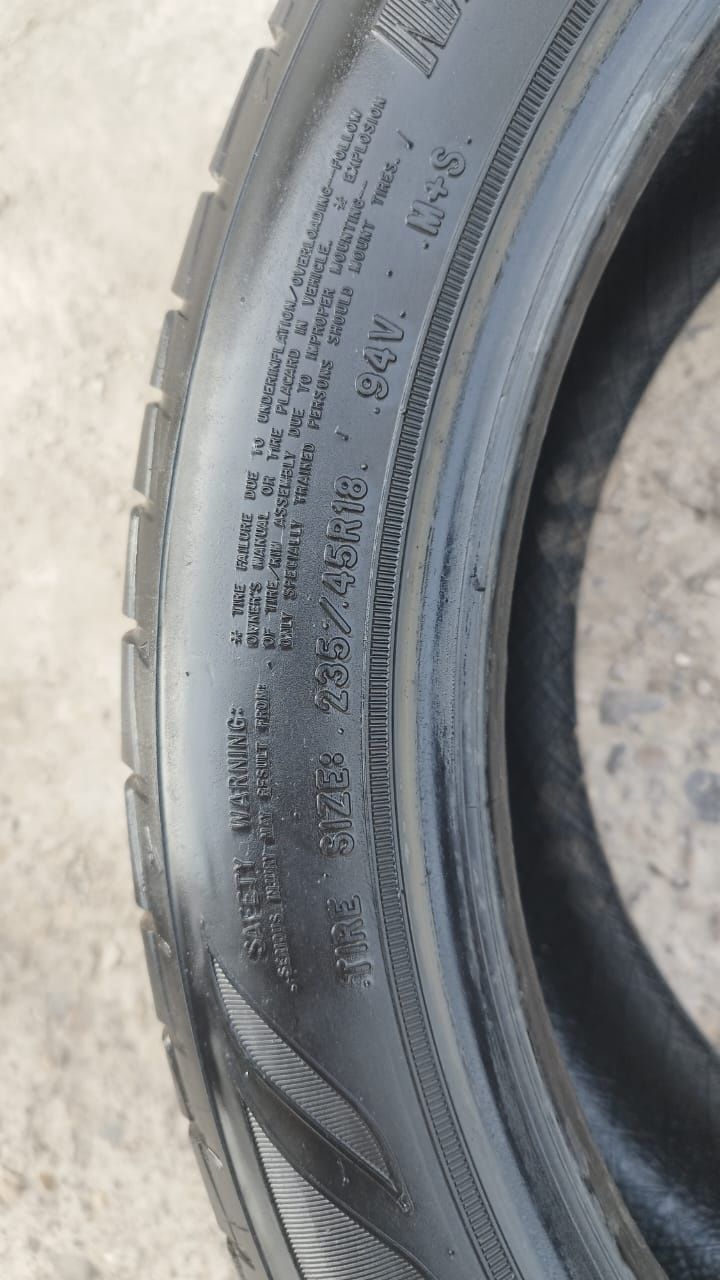 SAFETY WARNING:
SERIOUS INJURY MAY RESULT FROM:
* TIRE FAILURE DUE TO UNDERINFLATION/OVERLOADING—FOLLOW
OWNER'S MANUAL OR TIRE PLACARD IN VEHICLE. * EXPLOSION
OF TIRE/RIM ASSEMBLY DUE TO IMPROPER MOUNTING—
ONLY SPECIALLY TRAINED PERSONS SHOULD MOUNT TIRES.
TIRE SIZE: 235/45R18 94V M+S